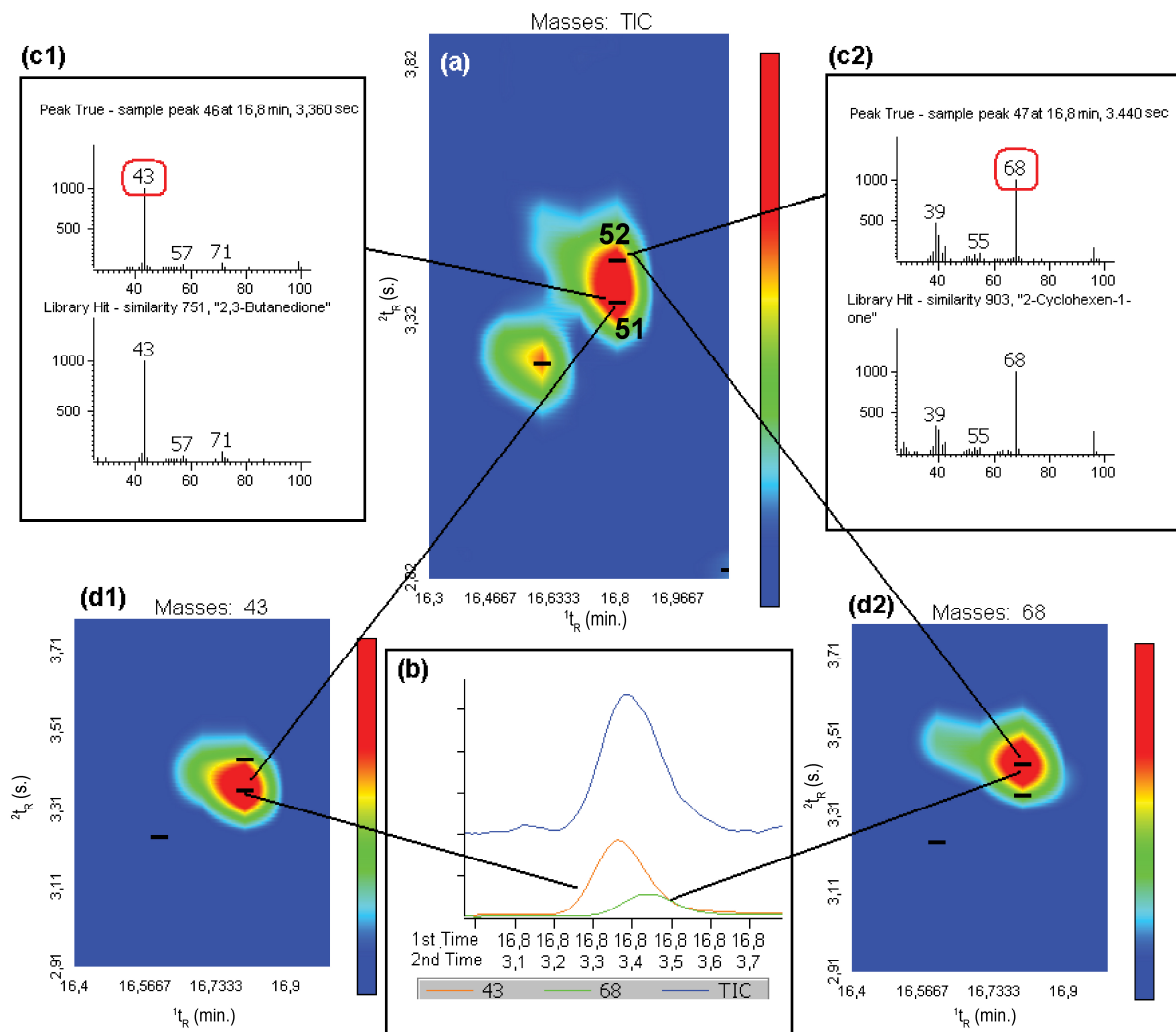 (c1)
Peak True - sample peak 46 at 16,8 min, 3,360 sec
1000
500
43
57
71
40
60
80
100
Library Hit - similarity 751, "2,3-Butanedione"
1000
500
43
57
71
40
60
80
100
Masses: TIC
(a)
3,82
3,32
2,82
²tR (s.)
52
51
16,3
16,4667
16,6333
16,8
16,9667
¹tR (min.)
(c2)
Peak True - sample peak 47 at 16,8 min, 3.440 sec
1000
500
39
55
68
40
60
80
100
Library Hit - similarity 903, "2-Cyclohexen-1-
one"
1000
500
39
55
68
40
60
80
100
(d1)
Masses: 43
3,71
3,51
3,31
3,11
2,91
²tR (s.)
16,4
16,5667
16,7333
16,9
¹tR (min.)
(b)
1st Time
16,8 16,8 16,8 16,8 16,8 16,8 16,8
2nd Time
3,1 3,2 3,3 3,4 3,5 3,6 3,7
43 68 TIC
(d2)
Masses: 68
3,71
3,51
3,31
3,11
2,91
²tR (s.)
16,4
16,5667
16,7333
16,9
¹tR (min.)